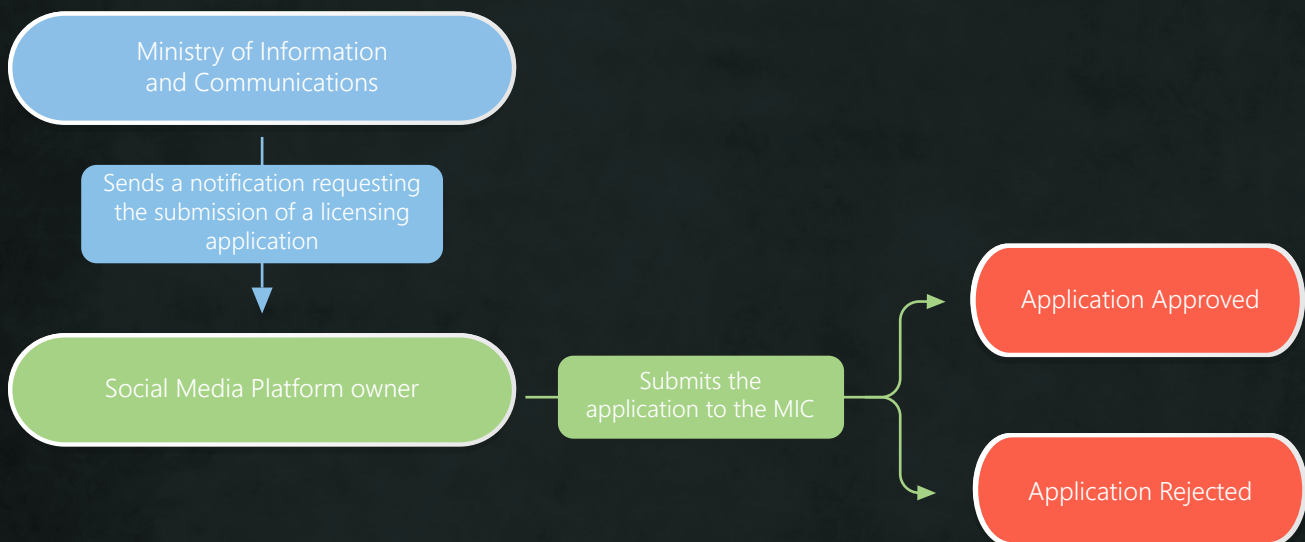 Ministry of Information
and Communications
Sends a notification requesting
the submission of a licensing
application
Social Media Platform owner
Submits the
application to the MIC
Application Approved
Application Rejected